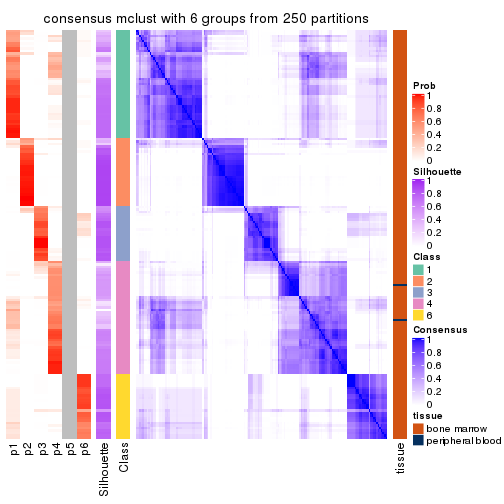 consensus mclust with 6 groups from 250 partitions
Prob
1
0.8
0.6
0.4
0.2
0
Silhouette
1
0.8
0.6
0.4
0.2
0
Class
1
2
3
4
6
Consensus
1
0.8
0.6
0.4
0.2
0
tissue
bone marrow
peripheral blood
p1
p2
p3
p4
p5
p6
Silhouette
Class
tissue